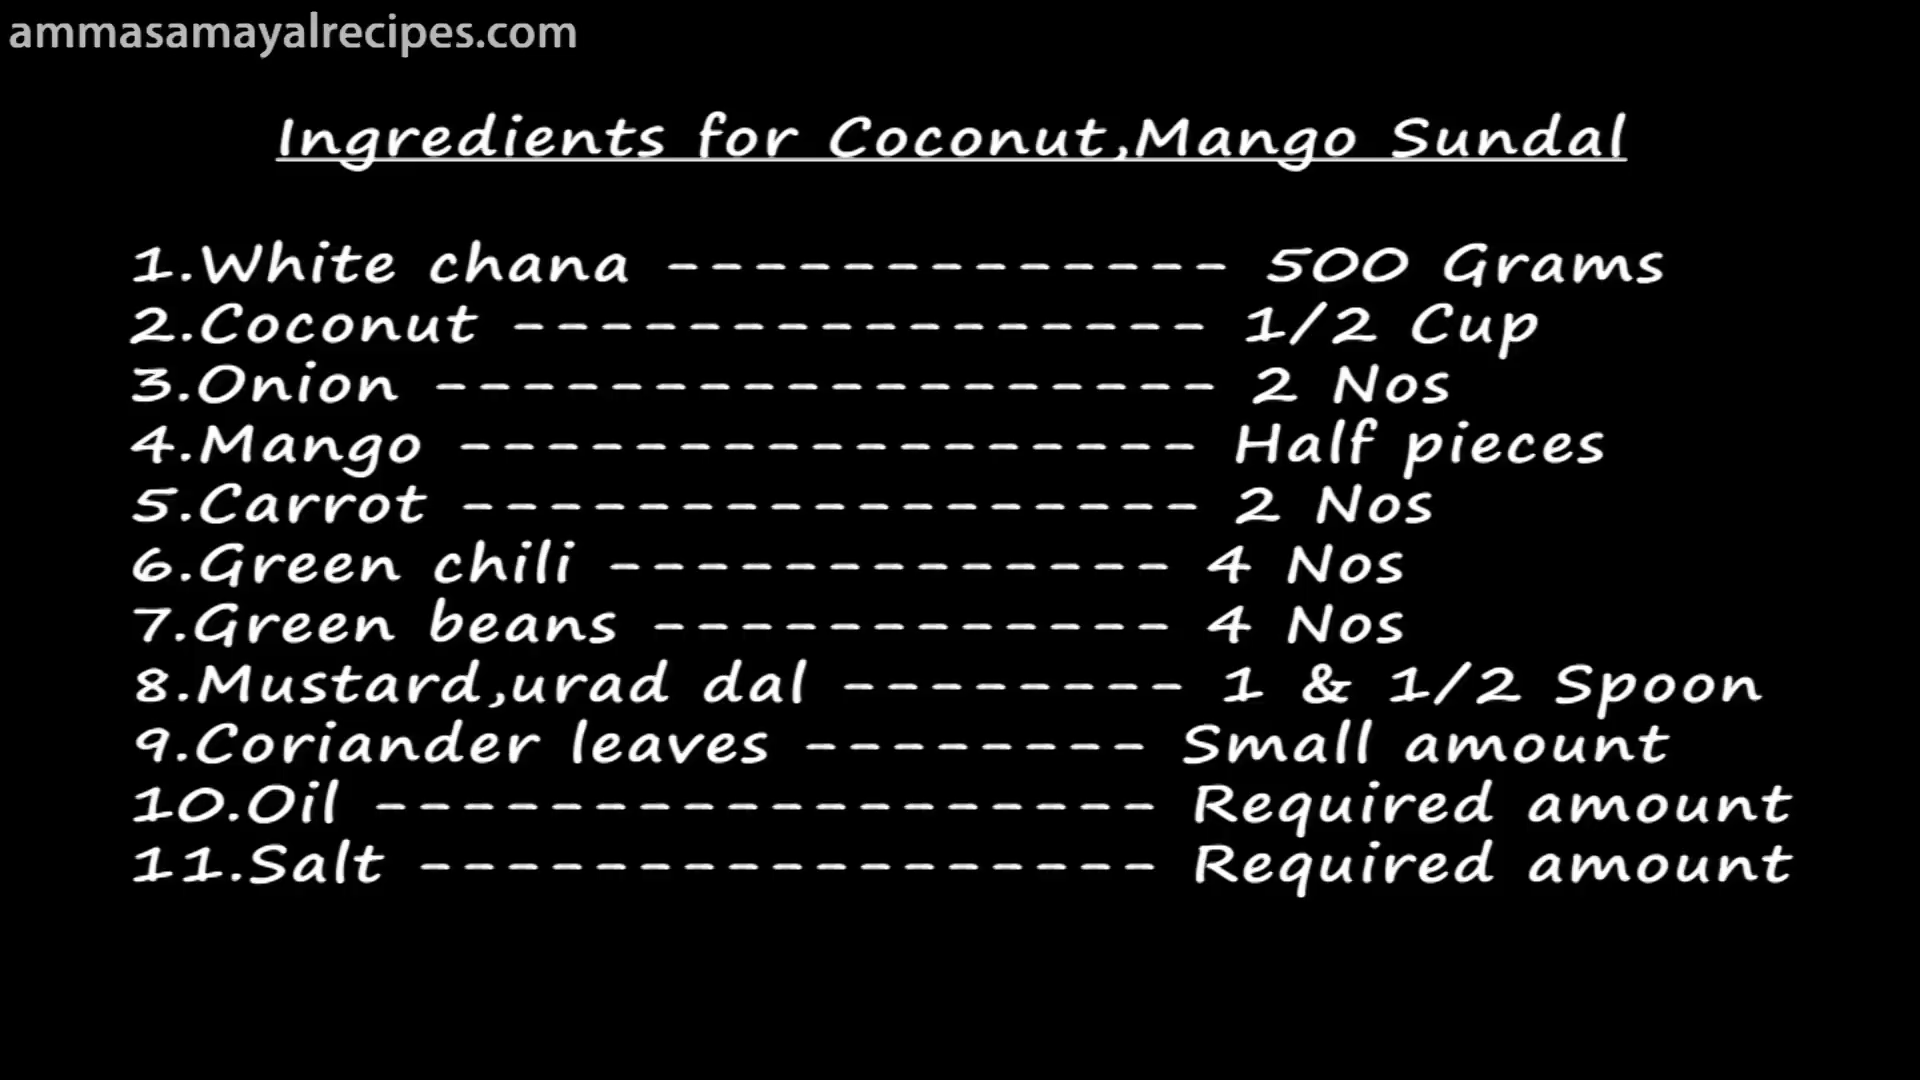 ammasamayalrecipes.com
Ingredients for Coconut,Mango Sundal
1.White chana ------------- 500 Grams
2.Coconut ---------------- 1/2 Cup
3.Onion ------------------ 2 Nos
4.Mango ----------------- Half pieces
5.Carrot ----------------- 2 Nos
6.Green chili ------------- 4 Nos
7.Green beans ------------ 4 Nos
8.Mustard,urad dal -------- 1 & 1/2 Spoon
9.Coriander leaves -------- Small amount
10.Oil ------------------ Required amount
11.Salt ----------------- Required amount